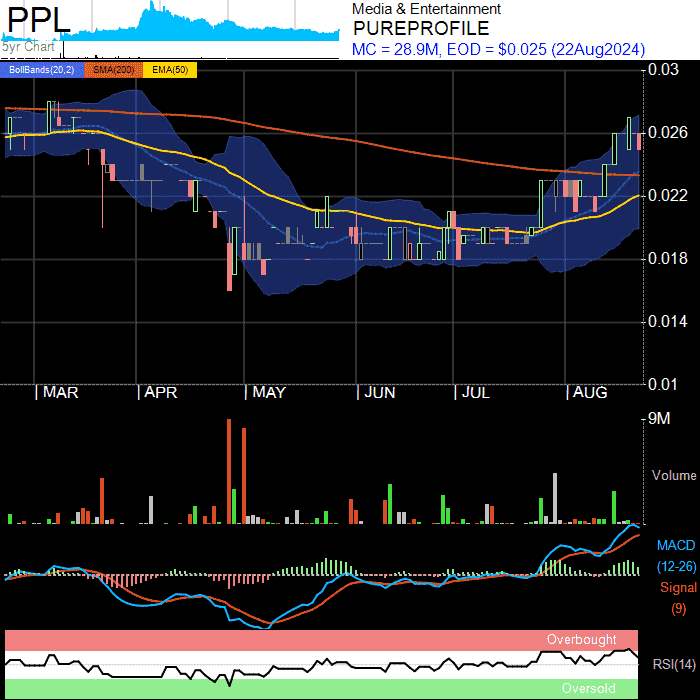 PPL
5yr Chart
Media & Entertainment
PUREPROFILE
MC = 28.9M, EOD = $0.025 (22Aug2024)
BollBands(20,2) SMA(200) EMA(50)
0.03
0.026
0.022
0.018
0.014
0.01
MAR APR MAY JUN JUL AUG
9M
Volume
MACD
(12-26)
Signal
(9)
Overbought
RSI(14)
Oversold